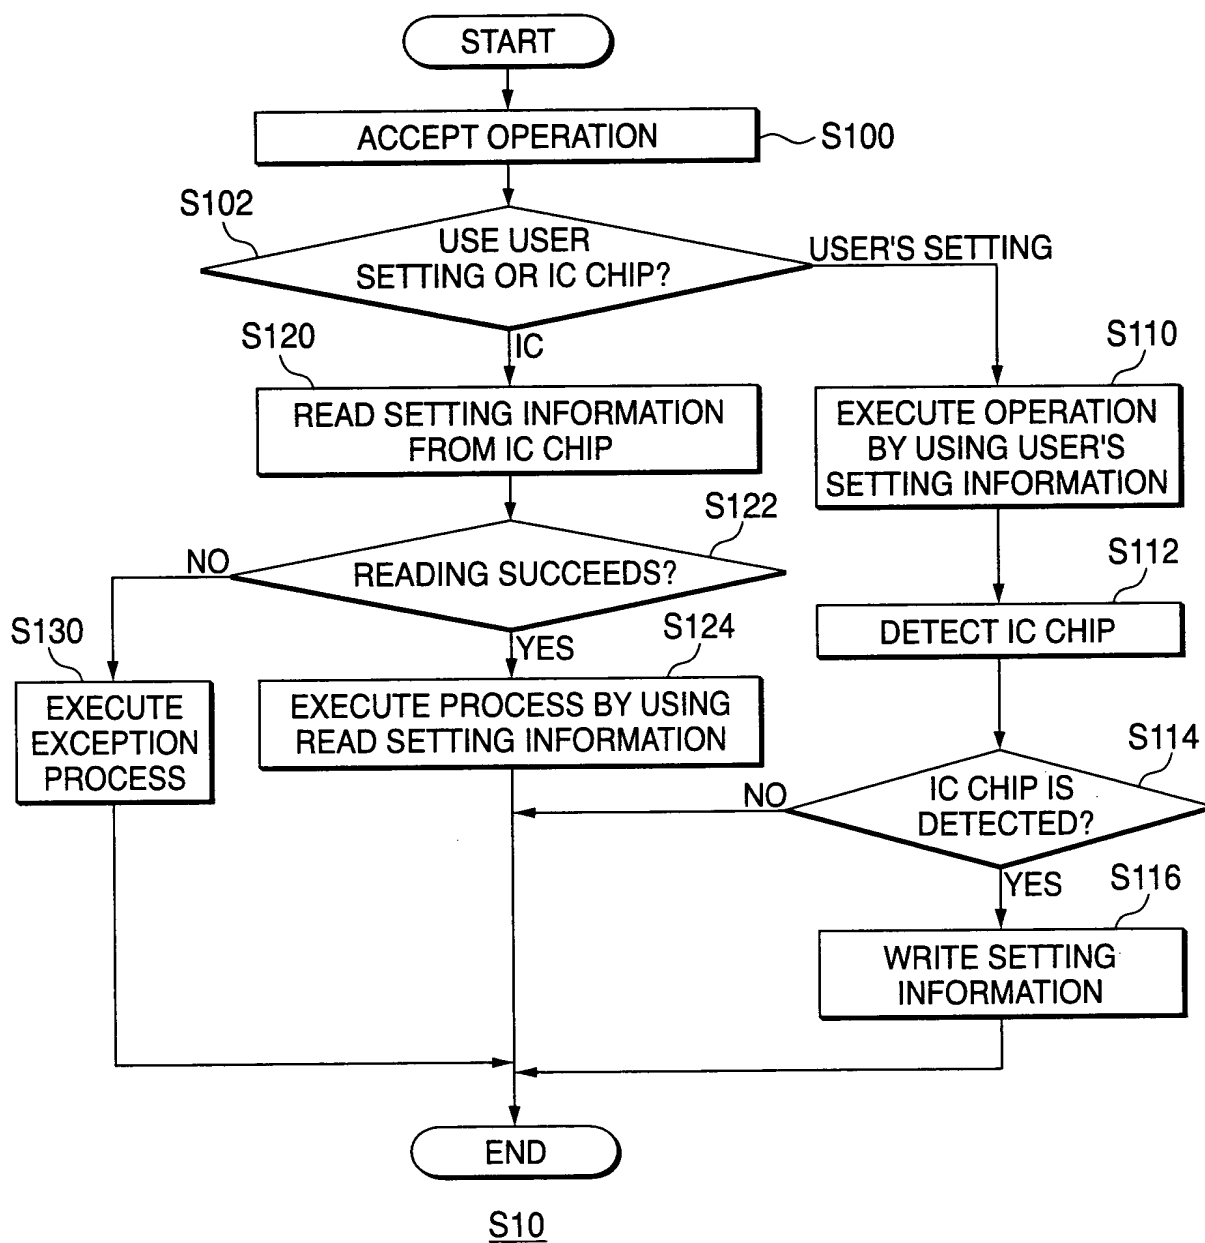 START
ACCEPT OPERATION
S100
S102
USE USER
SETTING OR IC CHIP?
USER'S SETTING
IC
S120
READ SETTING INFORMATION
FROM IC CHIP
S110
EXECUTE OPERATION
BY USING USER'S
SETTING INFORMATION
S122
READING SUCCEEDS?
NO
YES
S112
DETECT IC CHIP
S130
EXECUTE
EXCEPTION
PROCESS
S124
EXECUTE PROCESS BY USING
READ SETTING INFORMATION
S114
IC CHIP IS
DETECTED?
NO
YES
S116
WRITE SETTING
INFORMATION
END
S10